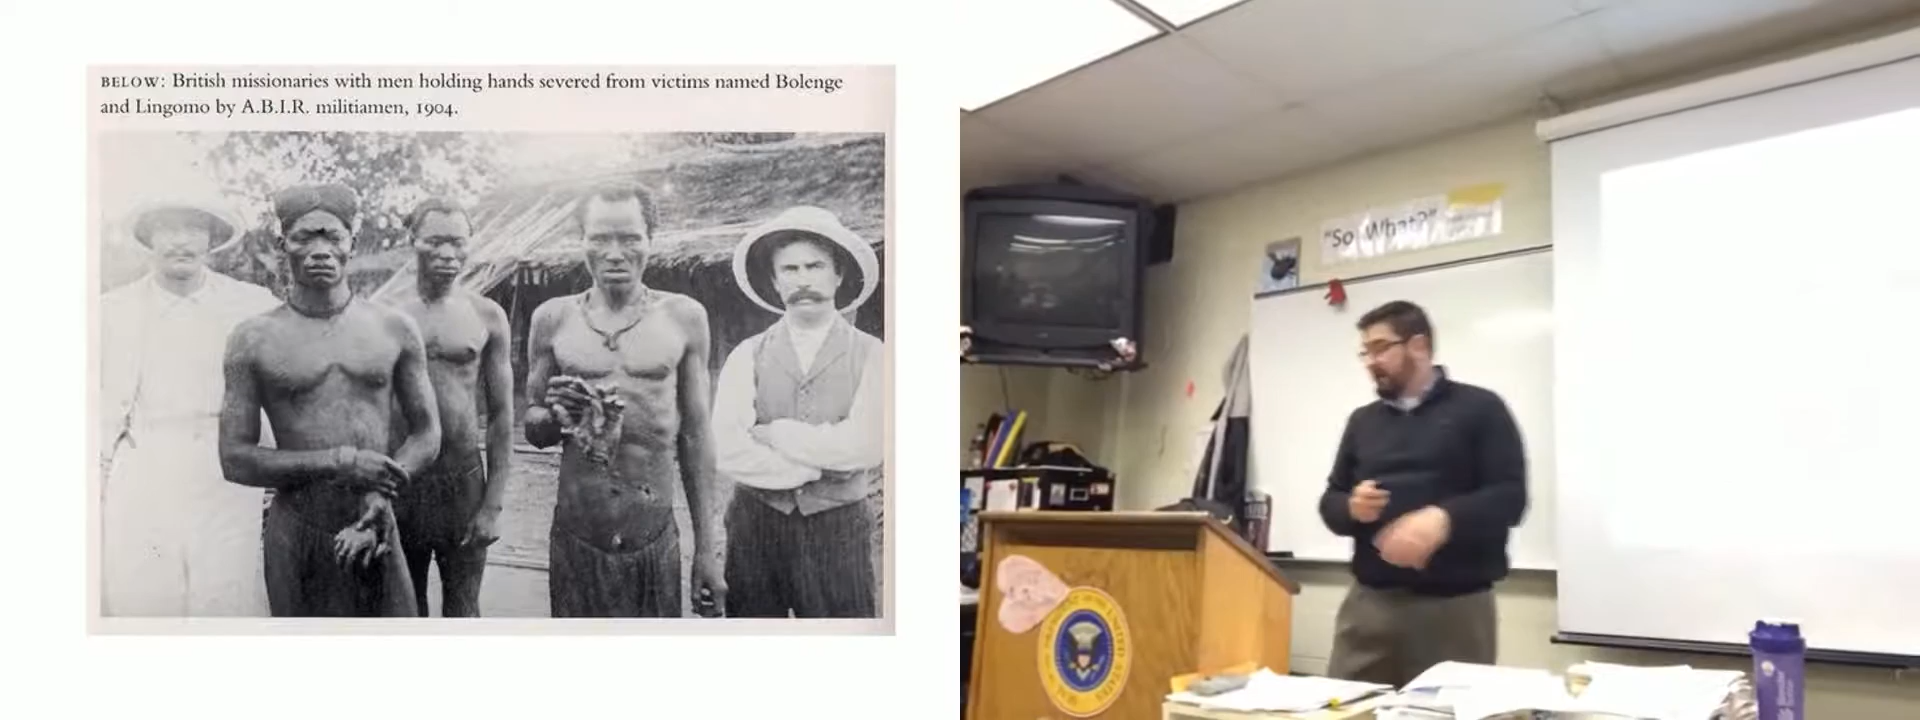 BELOW: British missionaries with men holding hands severed from victims named Bolenge
and Lingomo by A.B.I.R. militiamen, 1904.
"So What?"